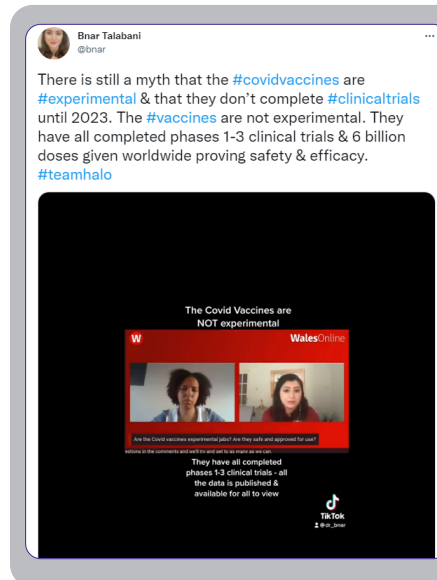 Bnar Talabani
@bnar
There is still a myth that the #covidvaccines are
#experimental & that they don't complete #clinicaltrials
until 2023. The #vaccines are not experimental. They
have all completed phases 1-3 clinical trials & 6 billion
doses given worldwide proving safety & efficacy.
#teamhalo
The Covid Vaccines are
NOT experimental
W
WalesOnline
Are the Covid vaccines experimental jabs? Are they safe and approved for use?
estions in the comments and we'll try and get to as many as we can.
They have all completed
phases 1-3 clinical trials - all
the data is published &
available for all to view
TikTok
@dr_bnar